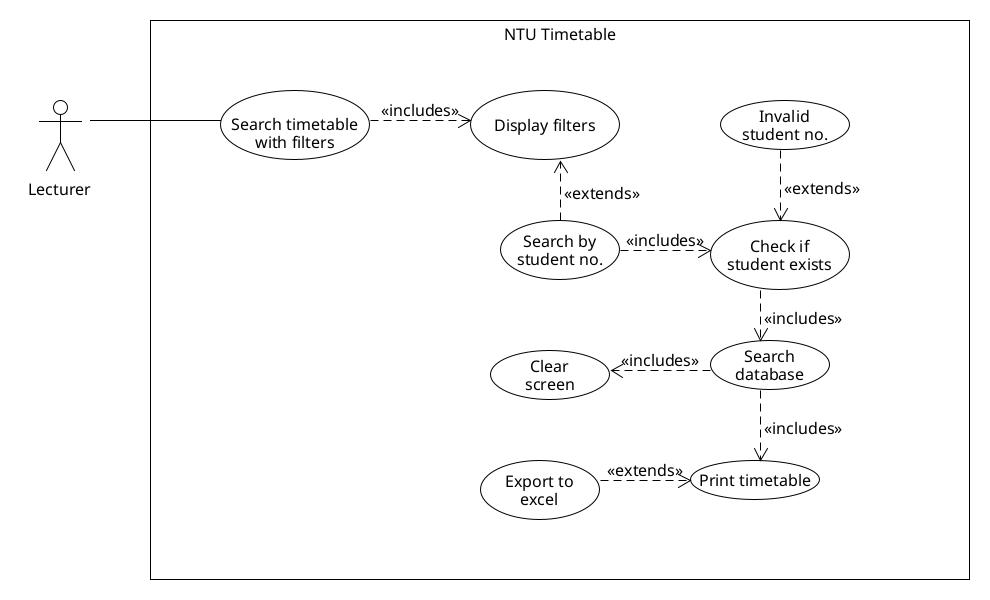 NTU Timetable
Lecturer
Search timetable
with filters
«includes»
Display filters
Invalid
student no.
«extends»
«extends»
Search by
student no.
«includes»
Check if
student exists
«includes»
Clear
screen
«includes»
Search
database
«includes»
Export to
excel
«extends»
Print timetable